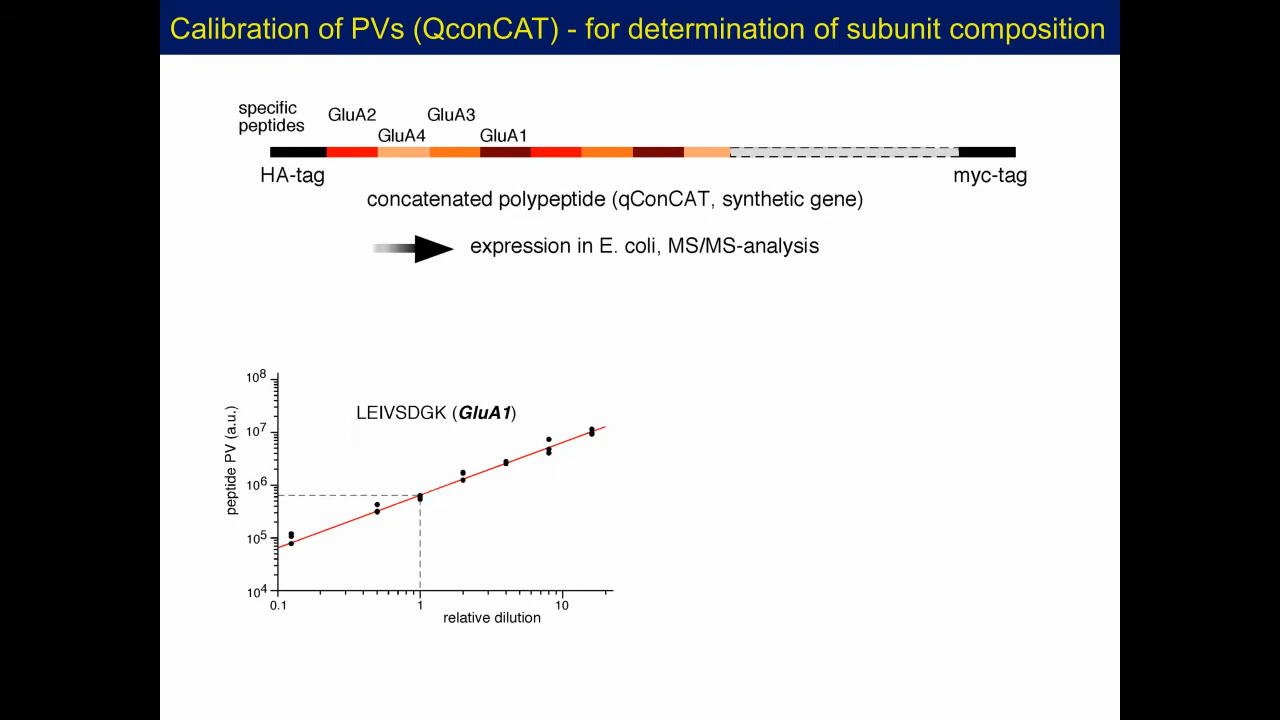 Calibration of PVs (QconCAT) - for determination of subunit composition
specific
peptides
GluA2
GluA3
GluA4
GluA1
HA-tag
myc-tag
concatenated polypeptide (qConCAT, synthetic gene)
expression in E. coli, MS/MS-analysis
LEIVSDGK (GluA1)
peptide PV (a.u.)
10⁸
10⁷
10⁶
10⁵
10⁴
0.1
1
10
relative dilution